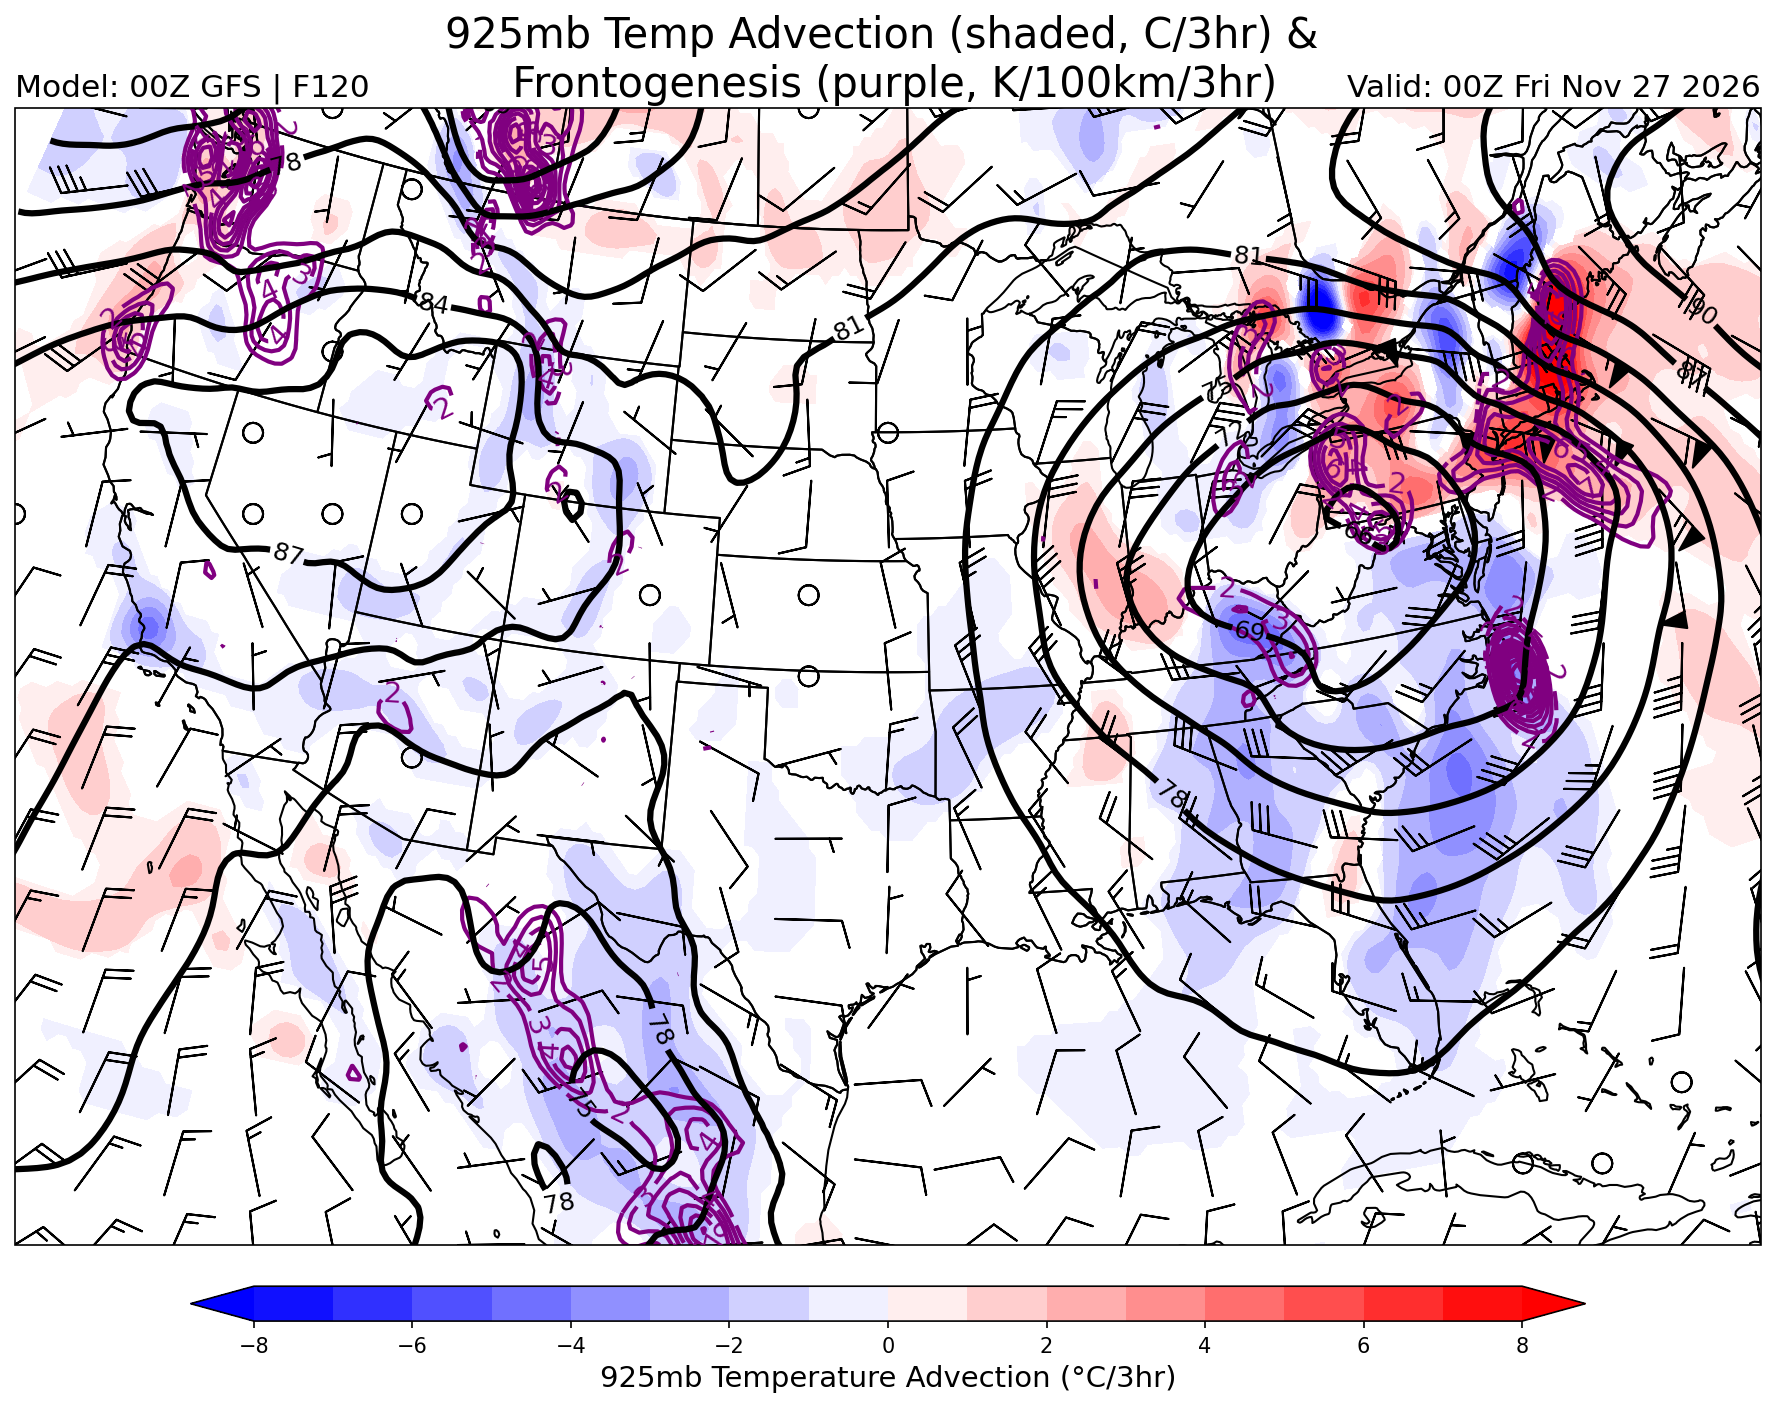 925mb Temp Advection (shaded, C/3hr) &
Model: 00Z GFS | F120
Frontogenesis (purple, K/100km/3hr)
Valid: 00Z Fri Nov 27 2026
78
84
81
81
90
87
75
66
87
69
78
78
75
78
−8 −6 −4 −2 0 2 4 6 8
925mb Temperature Advection (°C/3hr)